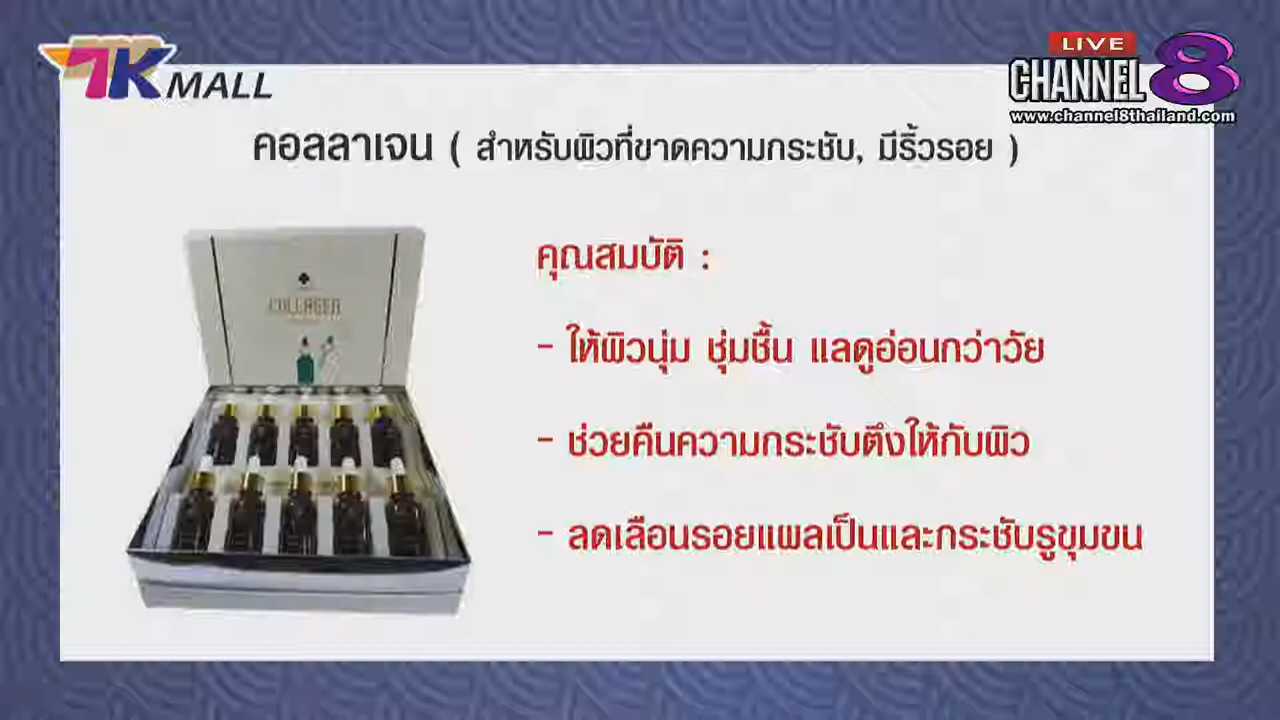 7K MALL
LIVE
CHANNEL 8
www.channel8thailand.com
คอลลาเจน ( สำหรับผิวที่ขาดความกระชับ, มีริ้วรอย )
COLLAGEN
คุณสมบัติ :
- ให้ผิวนุ่ม ชุ่มชื้น แลดูอ่อนกว่าวัย
- ช่วยคืนความกระชับตึงให้กับผิว
- ลดเลือนรอยแผลเป็นและกระชับรูขุมขน